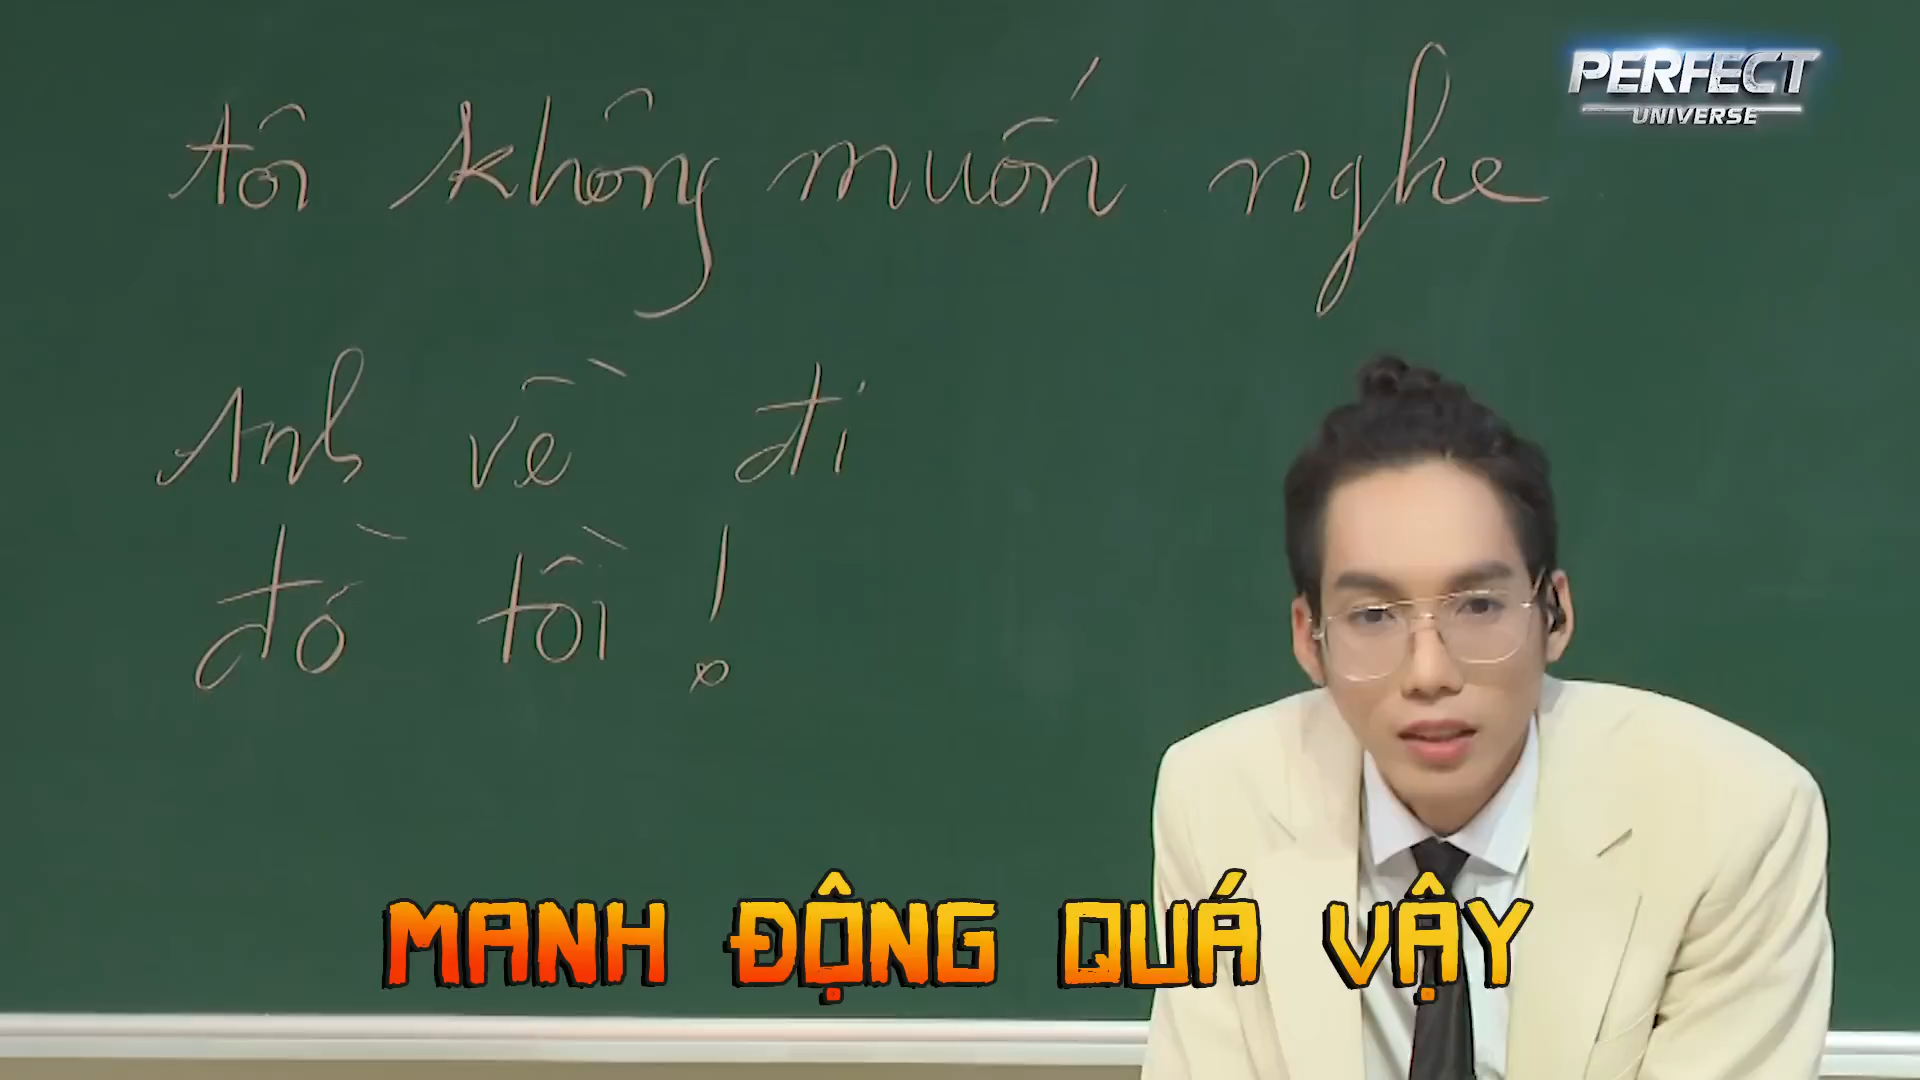 PERFECT
UNIVERSE
tôi không muốn nghe
Anh về đi
đồ tồi!
MANH ĐỘNG QUÁ VẬY